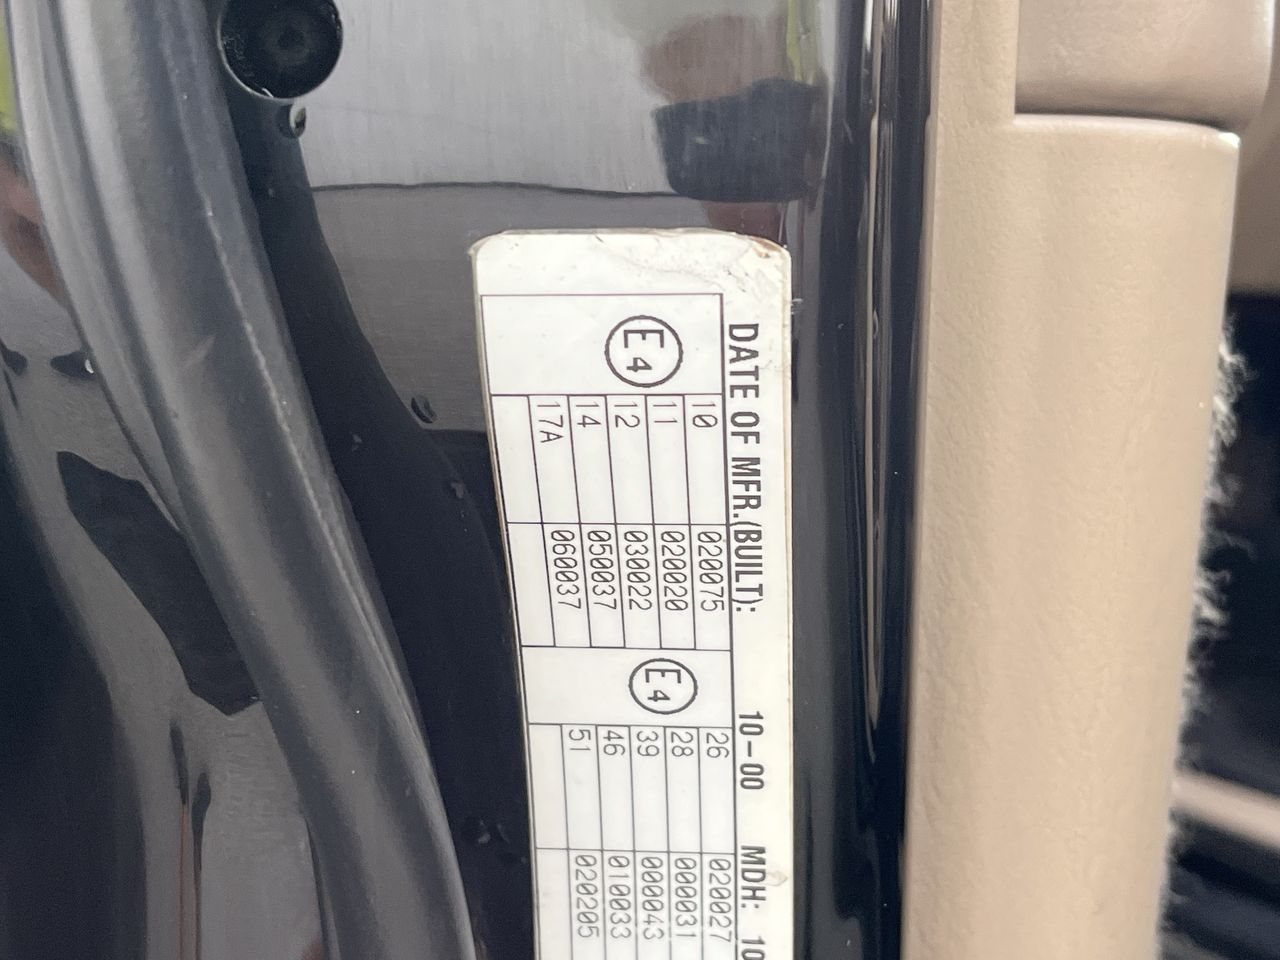 DATE OF MFR.(BUILT): 10-00 MDH: 10
E4 10 020075 E4 26 020027
11 020020 28 000031
12 030022 39 000043
14 050037 46 010033
17A 060037 51 020205